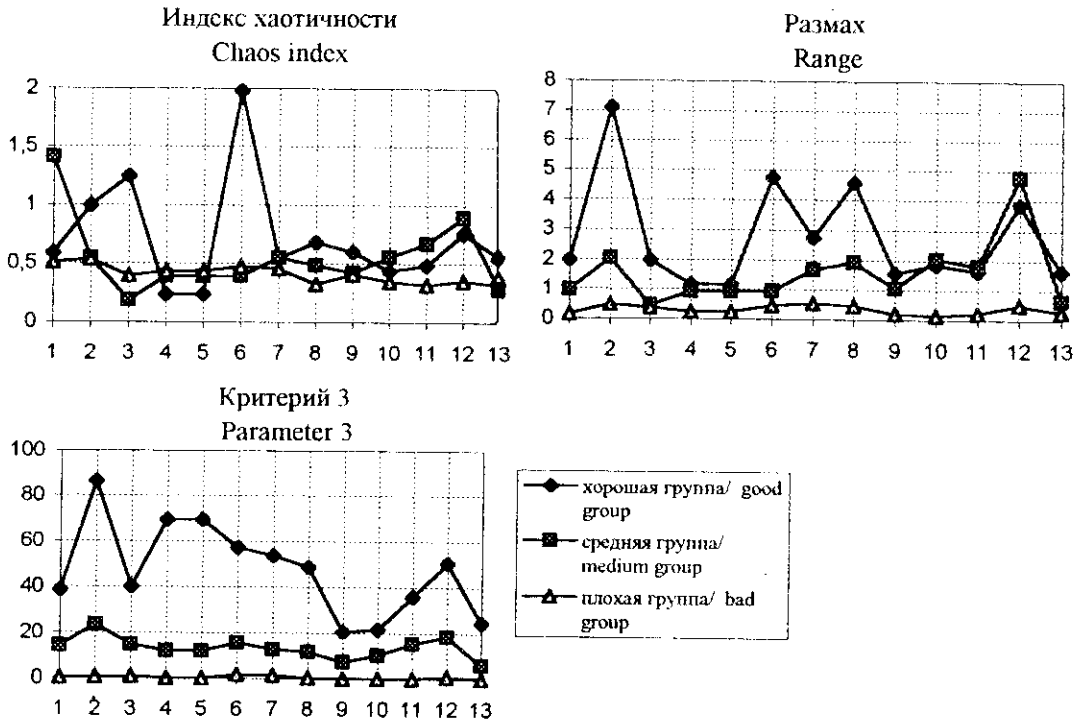 Индекс хаотичности
Chaos index
2
1,5
1
0,5
0
1 2 3 4 5 6 7 8 9 10 11 12 13
Размах
Range
8
7
6
5
4
3
2
1
0
1 2 3 4 5 6 7 8 9 10 11 12 13
Критерий 3
Parameter 3
100
80
60
40
20
0
1 2 3 4 5 6 7 8 9 10 11 12 13
хорошая группа/ good
group
средняя группа/
medium group
плохая группа/ bad
group